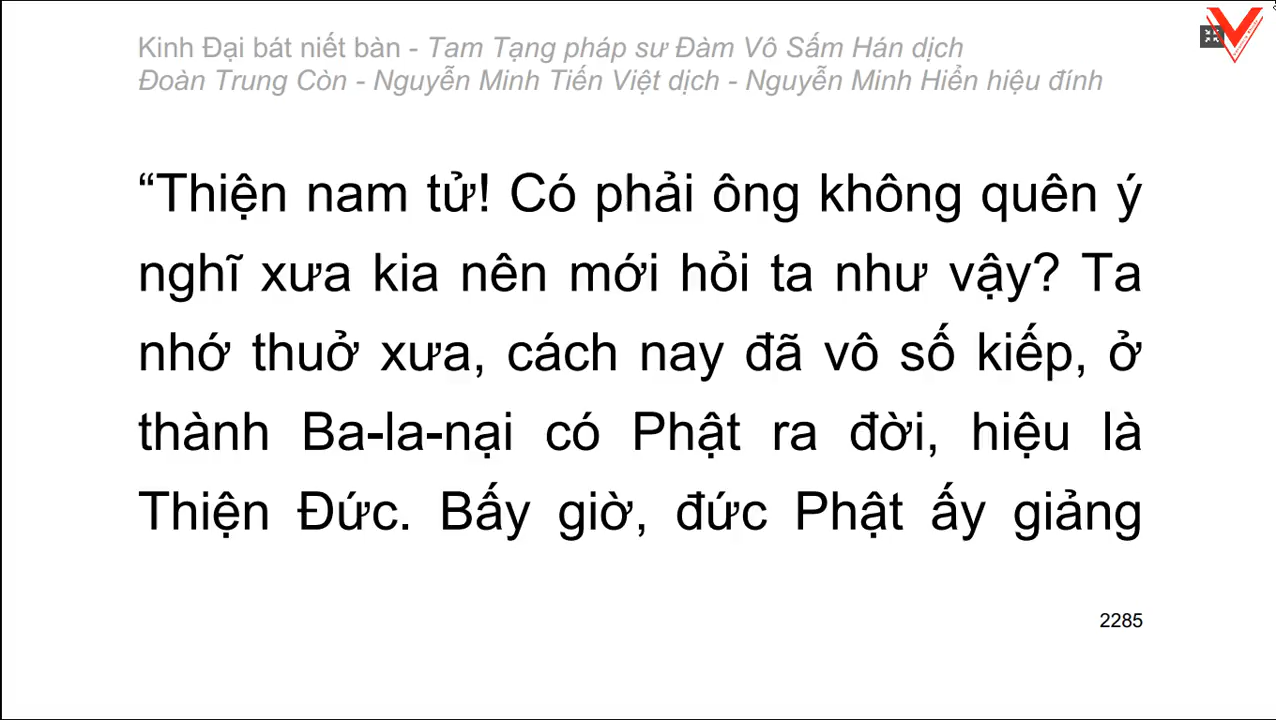 Kinh Đại bát niết bàn - Tam Tạng pháp sư Đàm Vô Sấm Hán dịch
Đoàn Trung Còn - Nguyễn Minh Tiến Việt dịch - Nguyễn Minh Hiển hiệu đính
“Thiện nam tử! Có phải ông không quên ý
nghĩ xưa kia nên mới hỏi ta như vậy? Ta
nhớ thuở xưa, cách nay đã vô số kiếp, ở
thành Ba-la-nại có Phật ra đời, hiệu là
Thiện Đức. Bấy giờ, đức Phật ấy giảng
2285